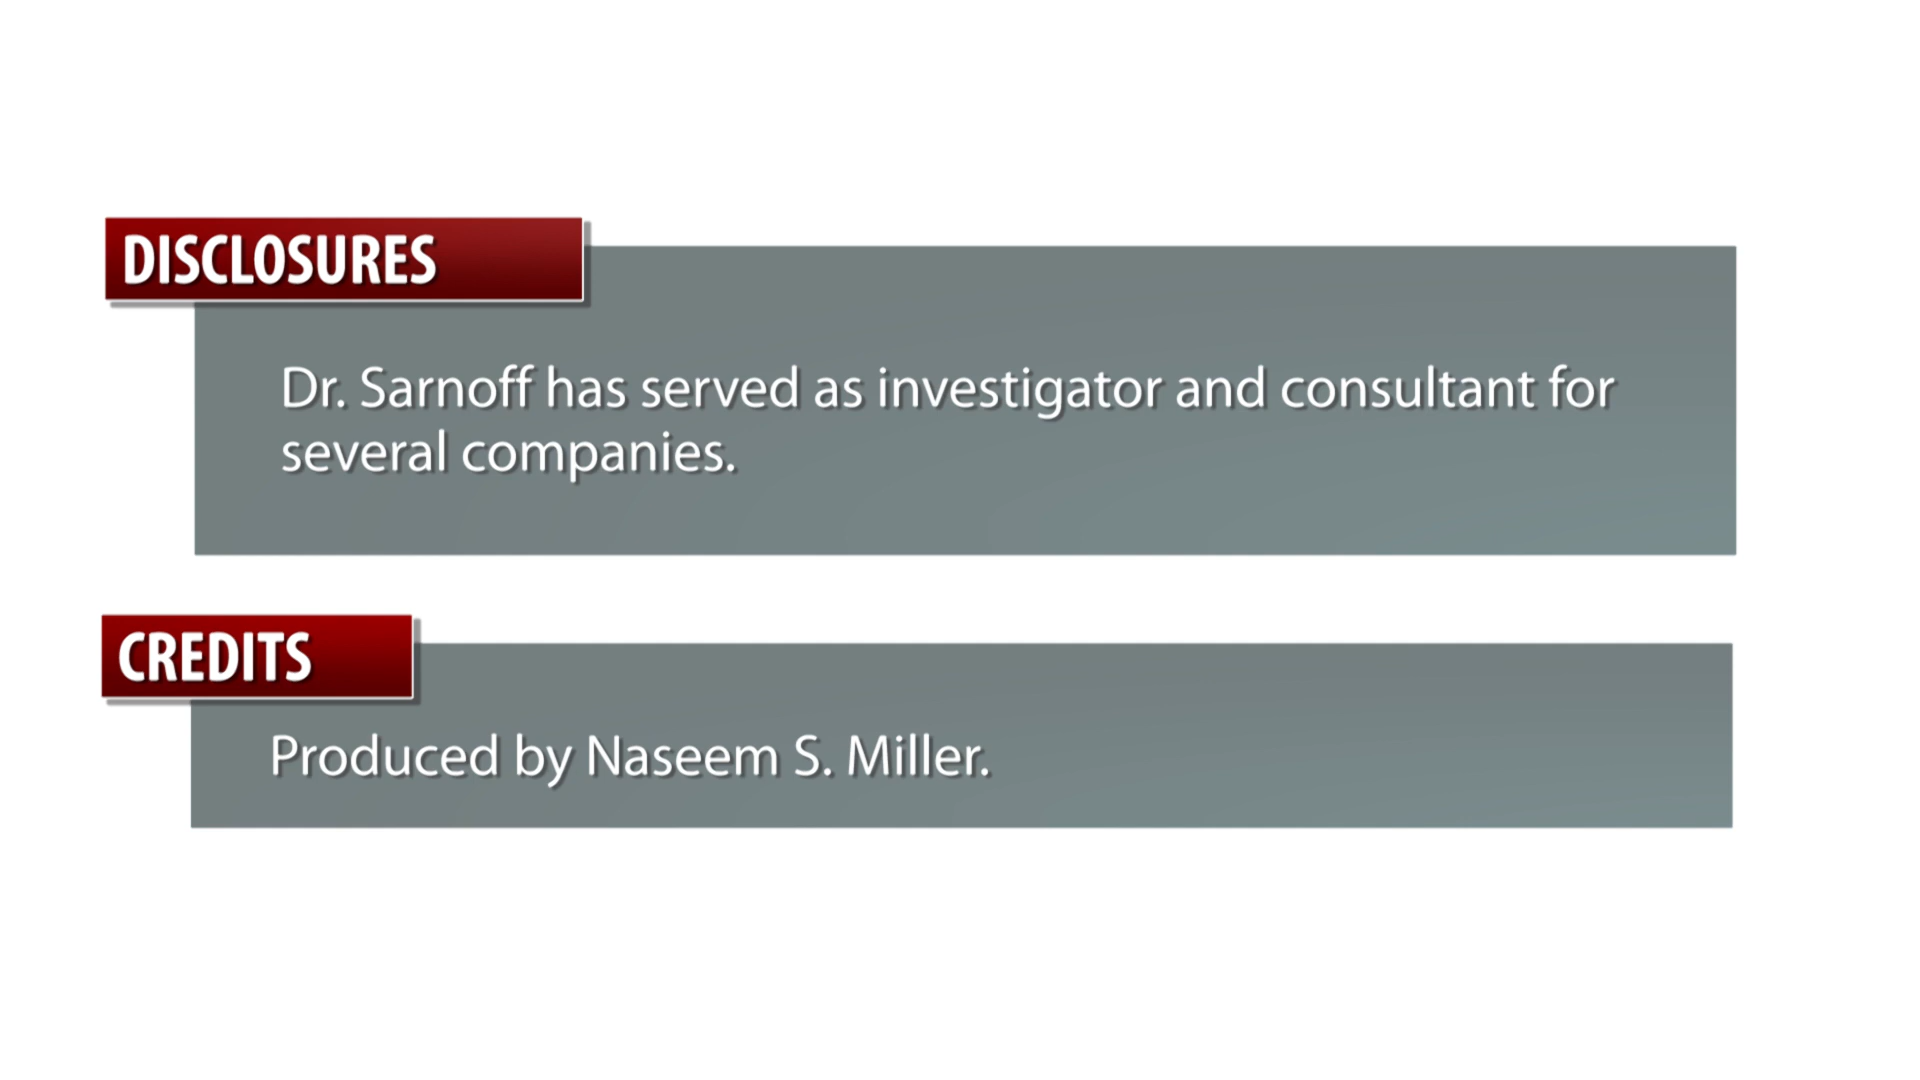 DISCLOSURES
Dr. Sarnoff has served as investigator and consultant for
several companies.
CREDITS
Produced by Naseem S. Miller.